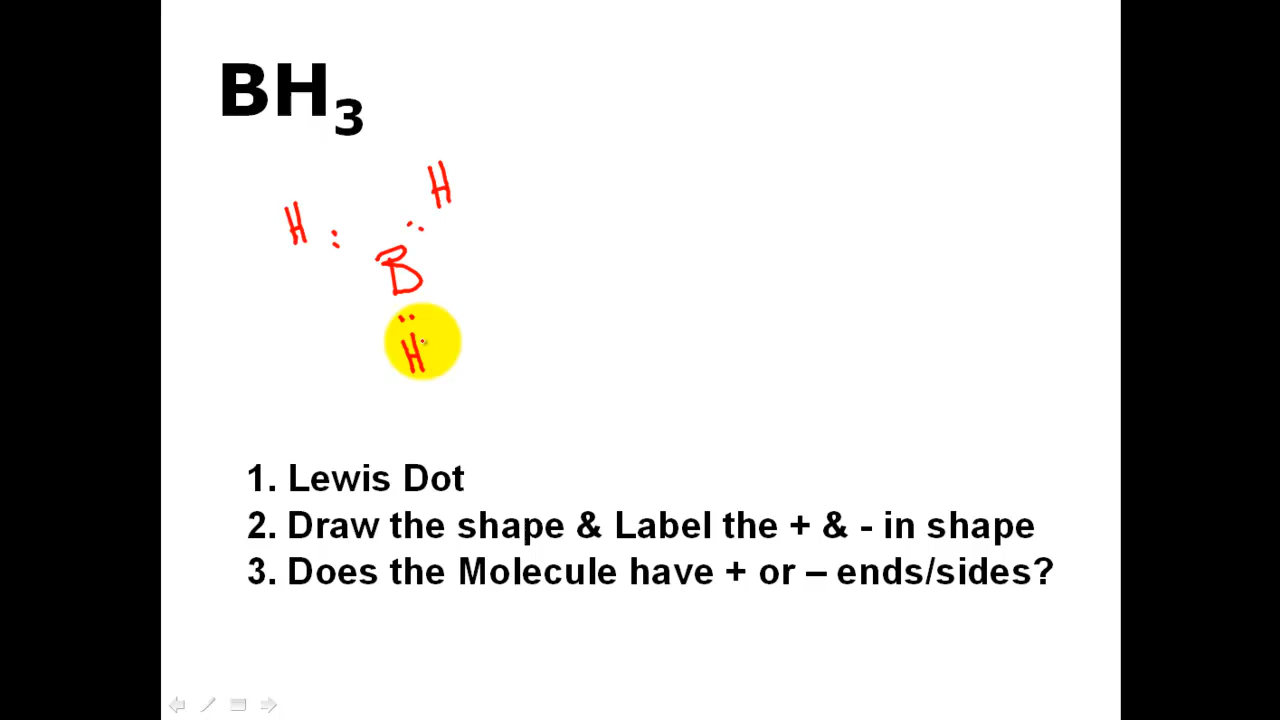 BH₃
H
H :
..
B
..
H
1. Lewis Dot
2. Draw the shape & Label the + & - in shape
3. Does the Molecule have + or – ends/sides?